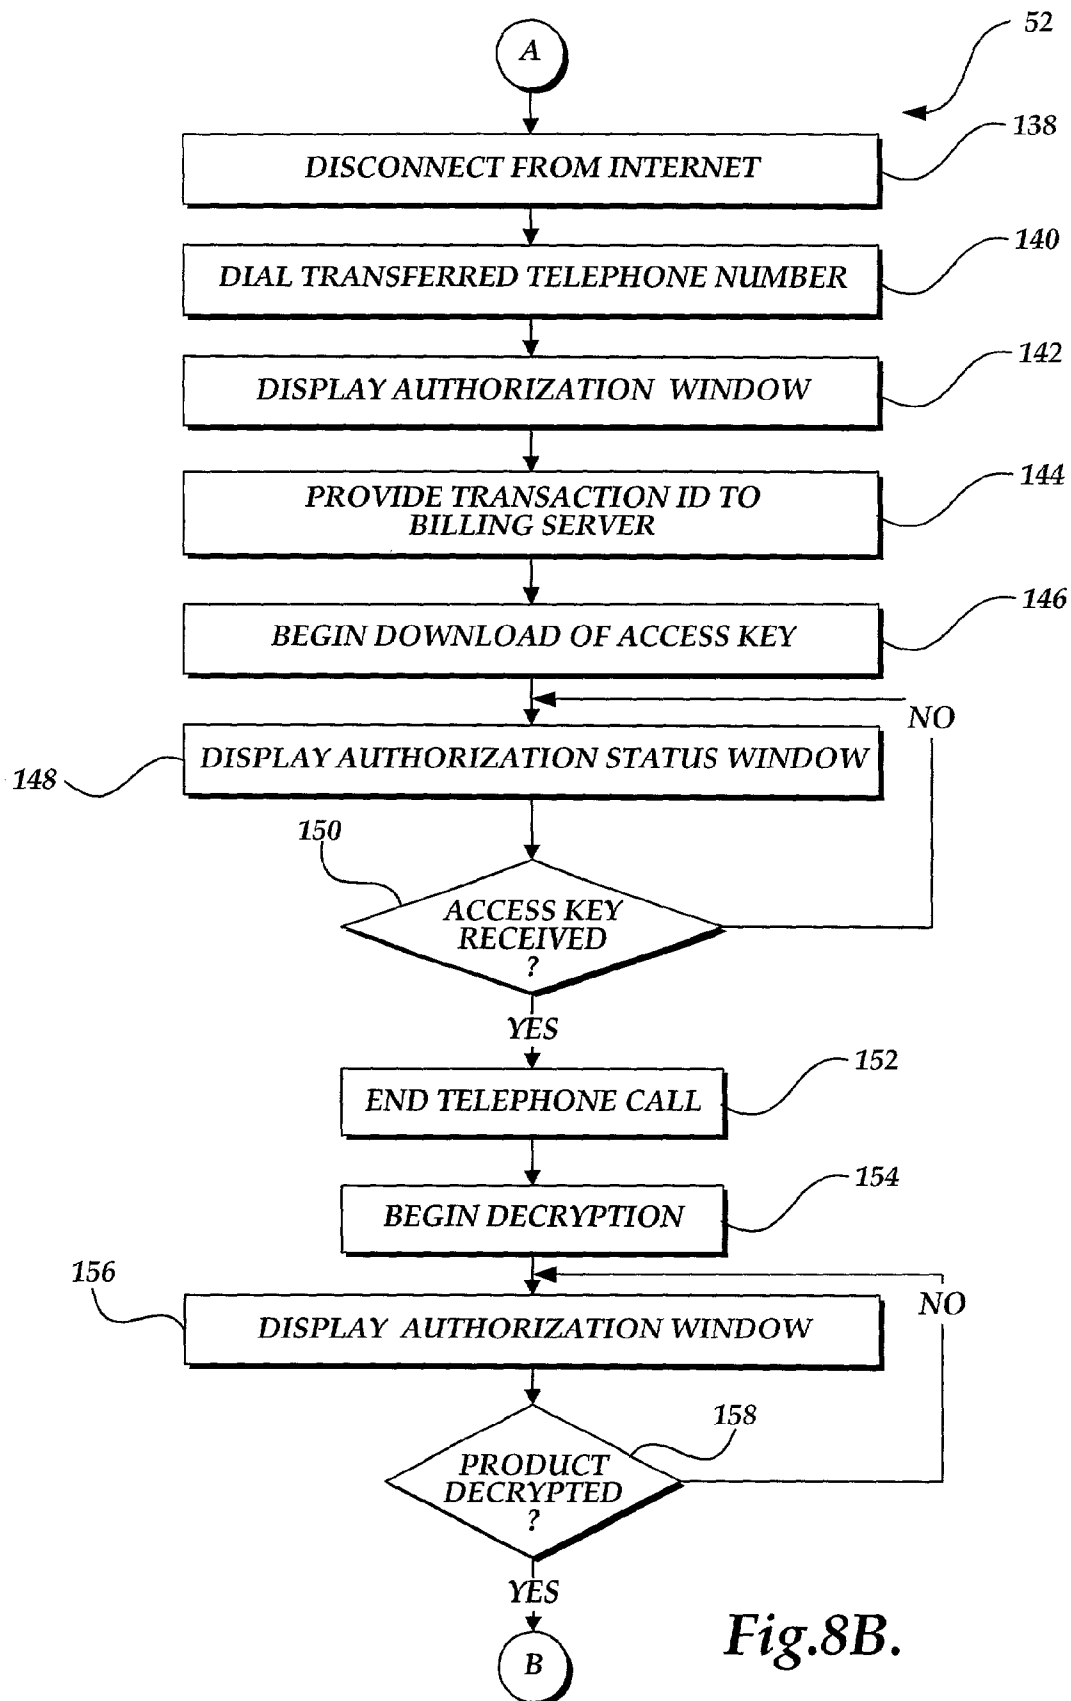 52
A
138
DISCONNECT FROM INTERNET
140
DIAL TRANSFERRED TELEPHONE NUMBER
142
DISPLAY AUTHORIZATION WINDOW
144
PROVIDE TRANSACTION ID TO
BILLING SERVER
146
BEGIN DOWNLOAD OF ACCESS KEY
NO
148
DISPLAY AUTHORIZATION STATUS WINDOW
150
ACCESS KEY
RECEIVED
?
YES
152
END TELEPHONE CALL
154
BEGIN DECRYPTION
156
NO
DISPLAY AUTHORIZATION WINDOW
158
PRODUCT
DECRYPTED
?
YES
B
Fig.8B.